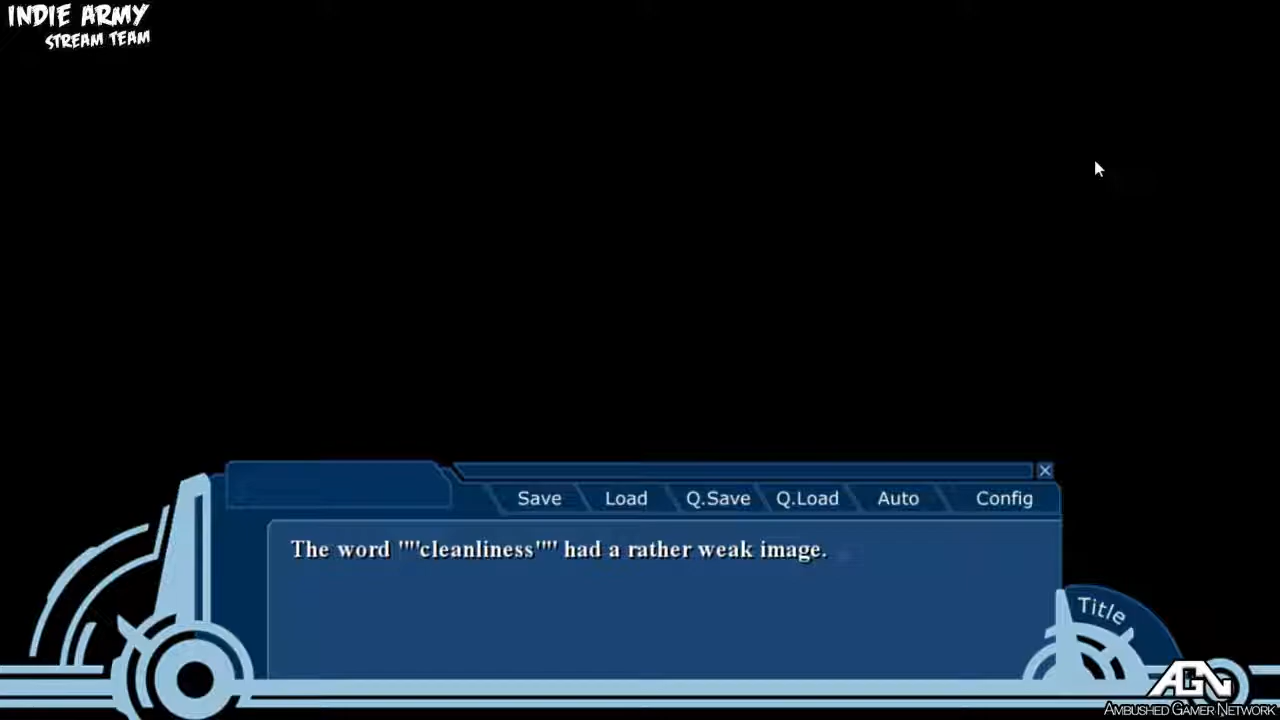 INDIE ARMY
STREAM TEAM
Save Load Q.Save Q.Load Auto Config
The word ""cleanliness"" had a rather weak image.
Title
AGN
AMBUSHED GAMER NETWORK